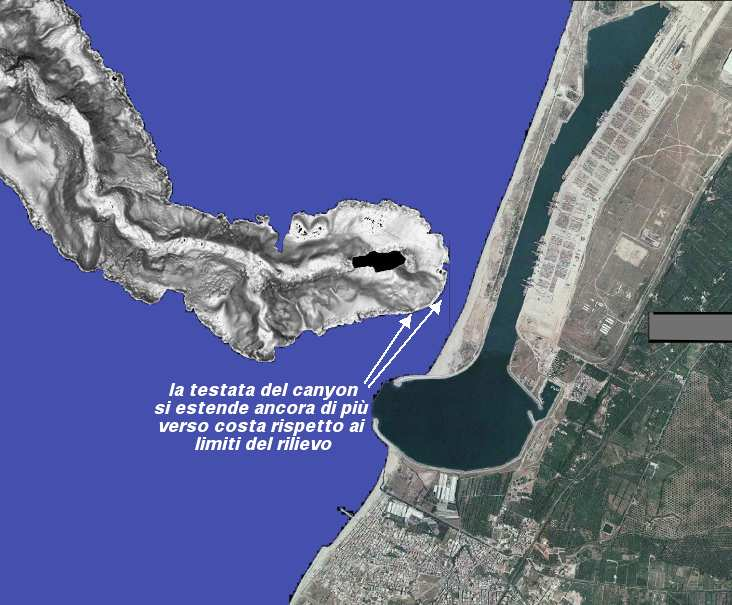 la testata del canyon
si estende ancora di più
verso costa rispetto ai
limiti del rilievo